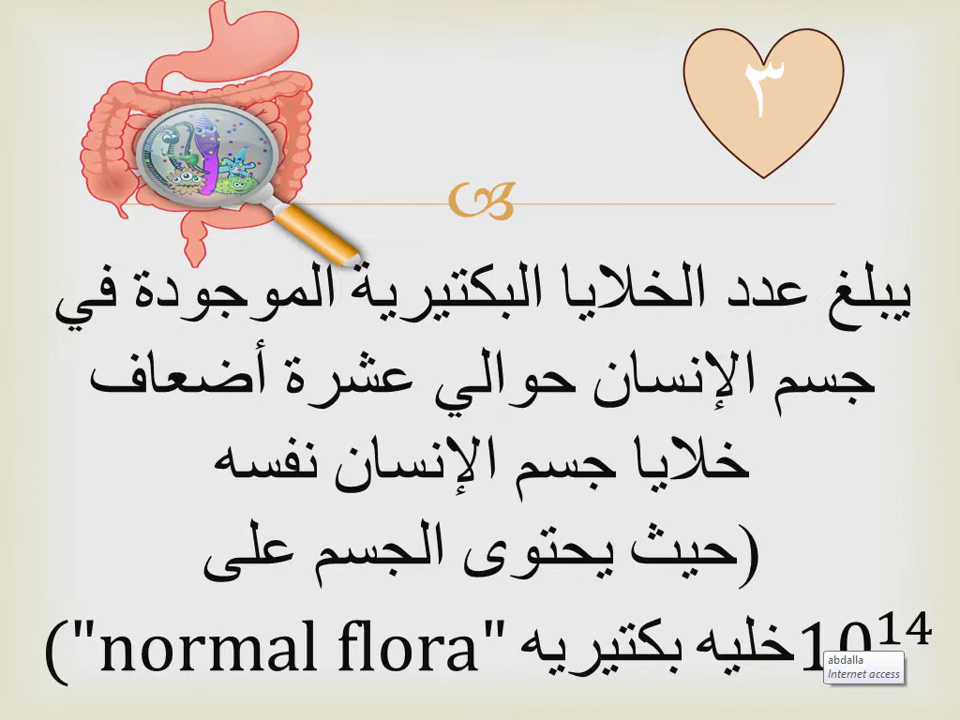 ٣
يبلغ عدد الخلايا البكتيرية الموجودة في
جسم الإنسان حوالي عشرة أضعاف
خلايا جسم الإنسان نفسه
(حيث يحتوى الجسم على
10¹⁴خليه بكتيريه "normal flora")
abdalla
Internet access